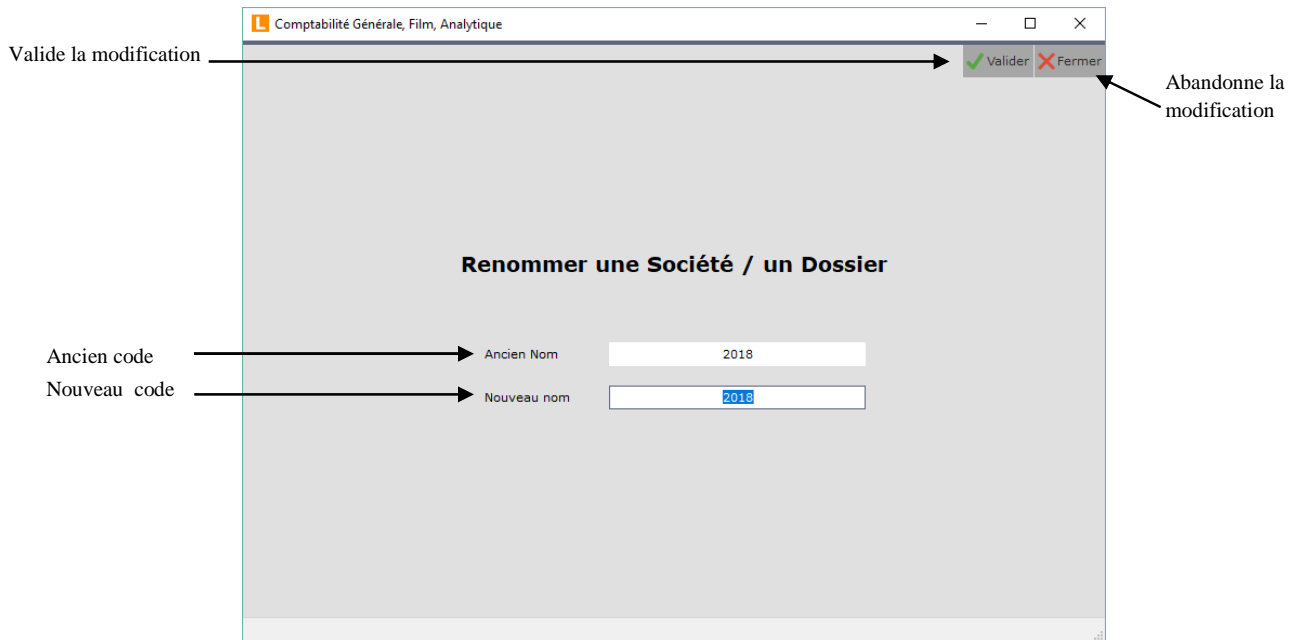 L Comptabilité Générale, Film, Analytique
Valide la modification
Valider Fermer
Abandonne la
modification
Renommer une Société / un Dossier
Ancien code
Ancien Nom 2018
Nouveau code
Nouveau nom 2018